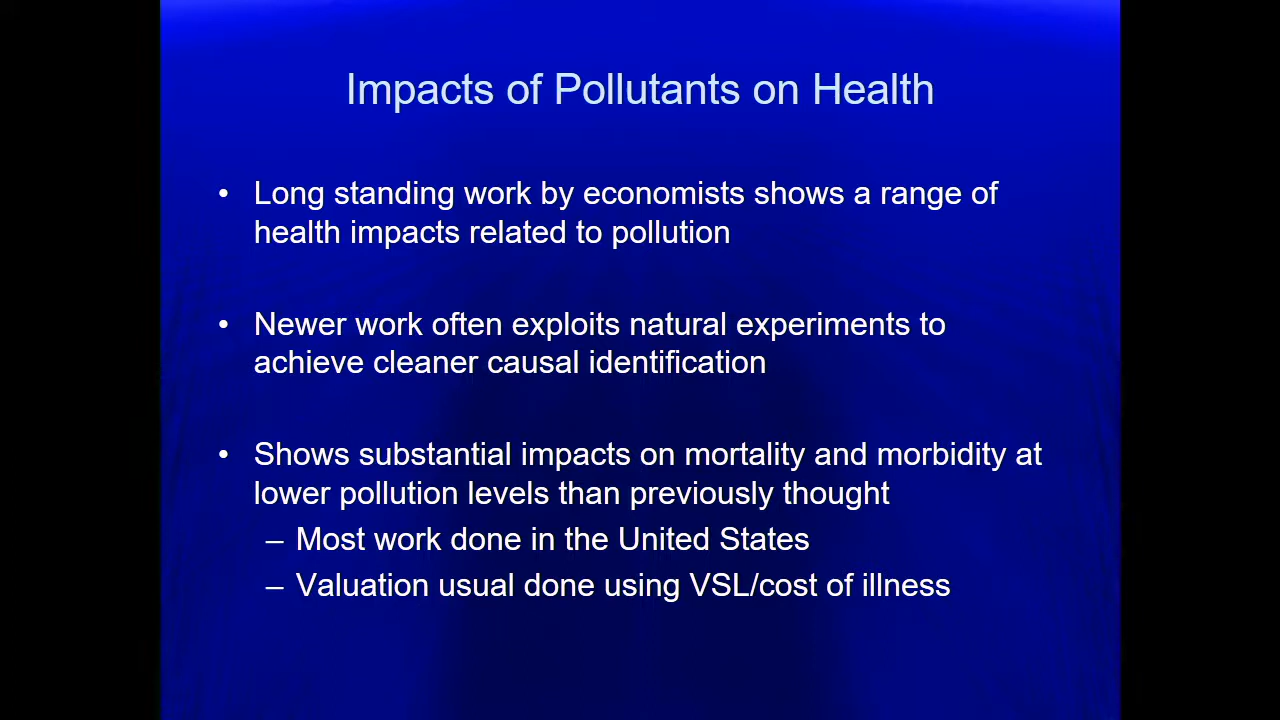 Impacts of Pollutants on Health
• Long standing work by economists shows a range of
health impacts related to pollution
• Newer work often exploits natural experiments to
achieve cleaner causal identification
• Shows substantial impacts on mortality and morbidity at
lower pollution levels than previously thought
– Most work done in the United States
– Valuation usual done using VSL/cost of illness